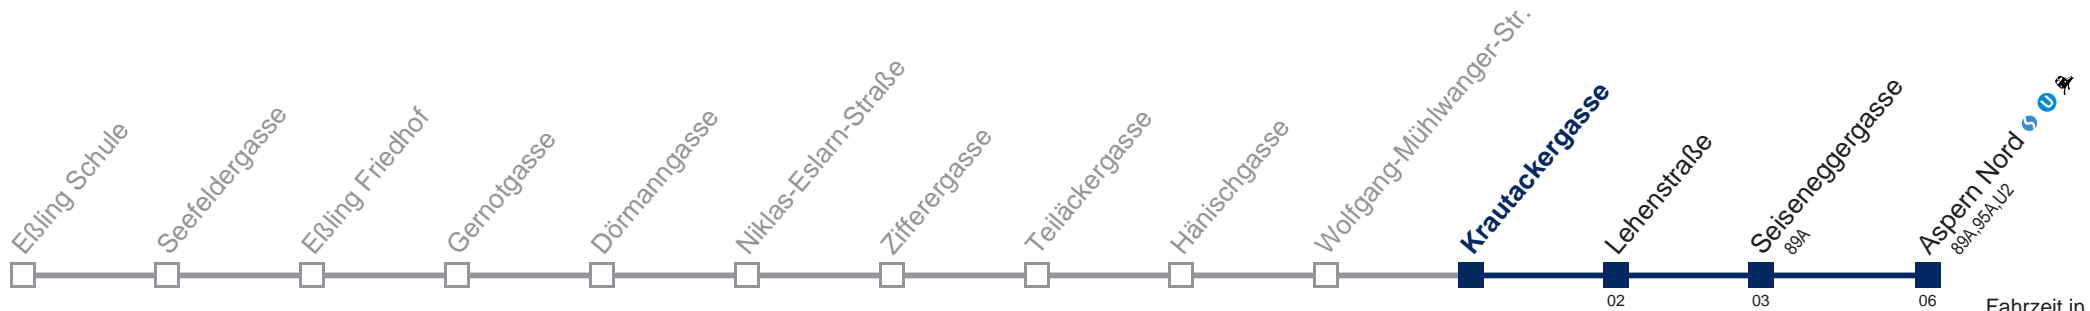 Eßling Schule
Seefeldergasse
Eßling Friedhof
Gernotgasse
Dörmanngasse
Niklas-Eslarn-Straße
Zifferergasse
Teiläckergasse
Hänischgasse
Wolfgang-Mühlwanger-Str.
Krautackergasse
Lehenstraße
02
Seiseneggergasse
89A
03
Aspern Nord S U
89A,95A,U2
06
Fahrzeit in